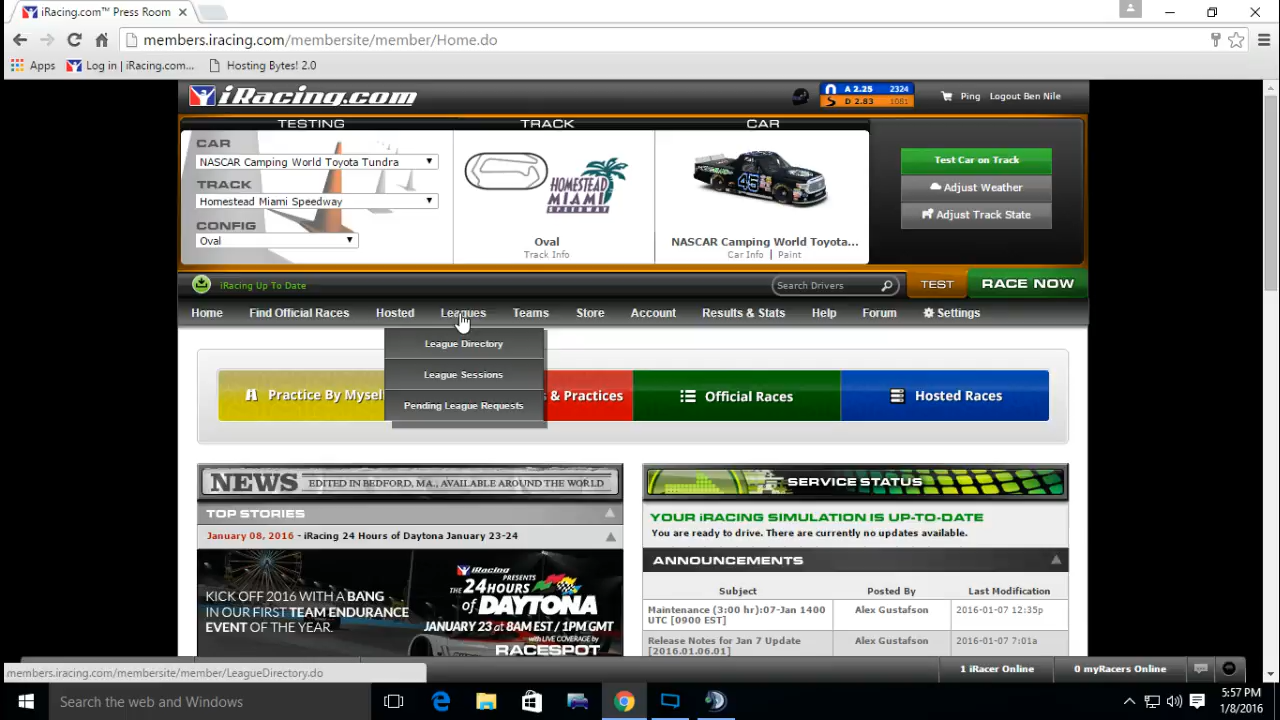 iRacing.com™ Press Room
members.iracing.com/membersite/member/Home.do
Apps
Log in | iRacing.com...
Hosting Bytes! 2.0
iRacing.com
A 2.25 2324
D 2.83 1081
Ping
Logout Ben Nile
TESTING
TRACK
CAR
CAR
NASCAR Camping World Toyota Tundra
TRACK
Homestead Miami Speedway
CONFIG
Oval
HOMESTEAD
MIAMI
SPEEDWAY
Oval
Track Info
45
NASCAR Camping World Toyota...
Car Info | Paint
Test Car on Track
Adjust Weather
Adjust Track State
iRacing Up To Date
Search Drivers
TEST
RACE NOW
Home
Find Official Races
Hosted
Leagues
Teams
Store
Account
Results & Stats
Help
Forum
Settings
League Directory
League Sessions
Pending League Requests
Practice By Mysel
& Practices
Official Races
Hosted Races
NEWS EDITED IN BEDFORD, MA., AVAILABLE AROUND THE WORLD
TOP STORIES
January 08, 2016 - iRacing 24 Hours of Daytona January 23-24
KICK OFF 2016 WITH A BANG
IN OUR FIRST TEAM ENDURANCE
EVENT OF THE YEAR.
iRacing
PRESENTS
THE 24 HOURS
of DAYTONA
JANUARY 23 at 8AM EST / 1PM GMT
with LIVE COVERAGE by
RACESPOT
SERVICE STATUS
YOUR iRACING SIMULATION IS UP-TO-DATE
You are ready to drive. There are currently no updates available.
ANNOUNCEMENTS
Subject
Posted By
Last Modification
Maintenance (3:00 hr):07-Jan 1400
UTC [0900 EST]
Alex Gustafson
2016-01-07 12:35p
Release Notes for Jan 7 Update
[2016.01.06.01]
Alex Gustafson
2016-01-07 7:01a
members.iracing.com/membersite/member/LeagueDirectory.do
1 iRacer Online
0 myRacers Online
Search the web and Windows
5:57 PM
1/8/2016